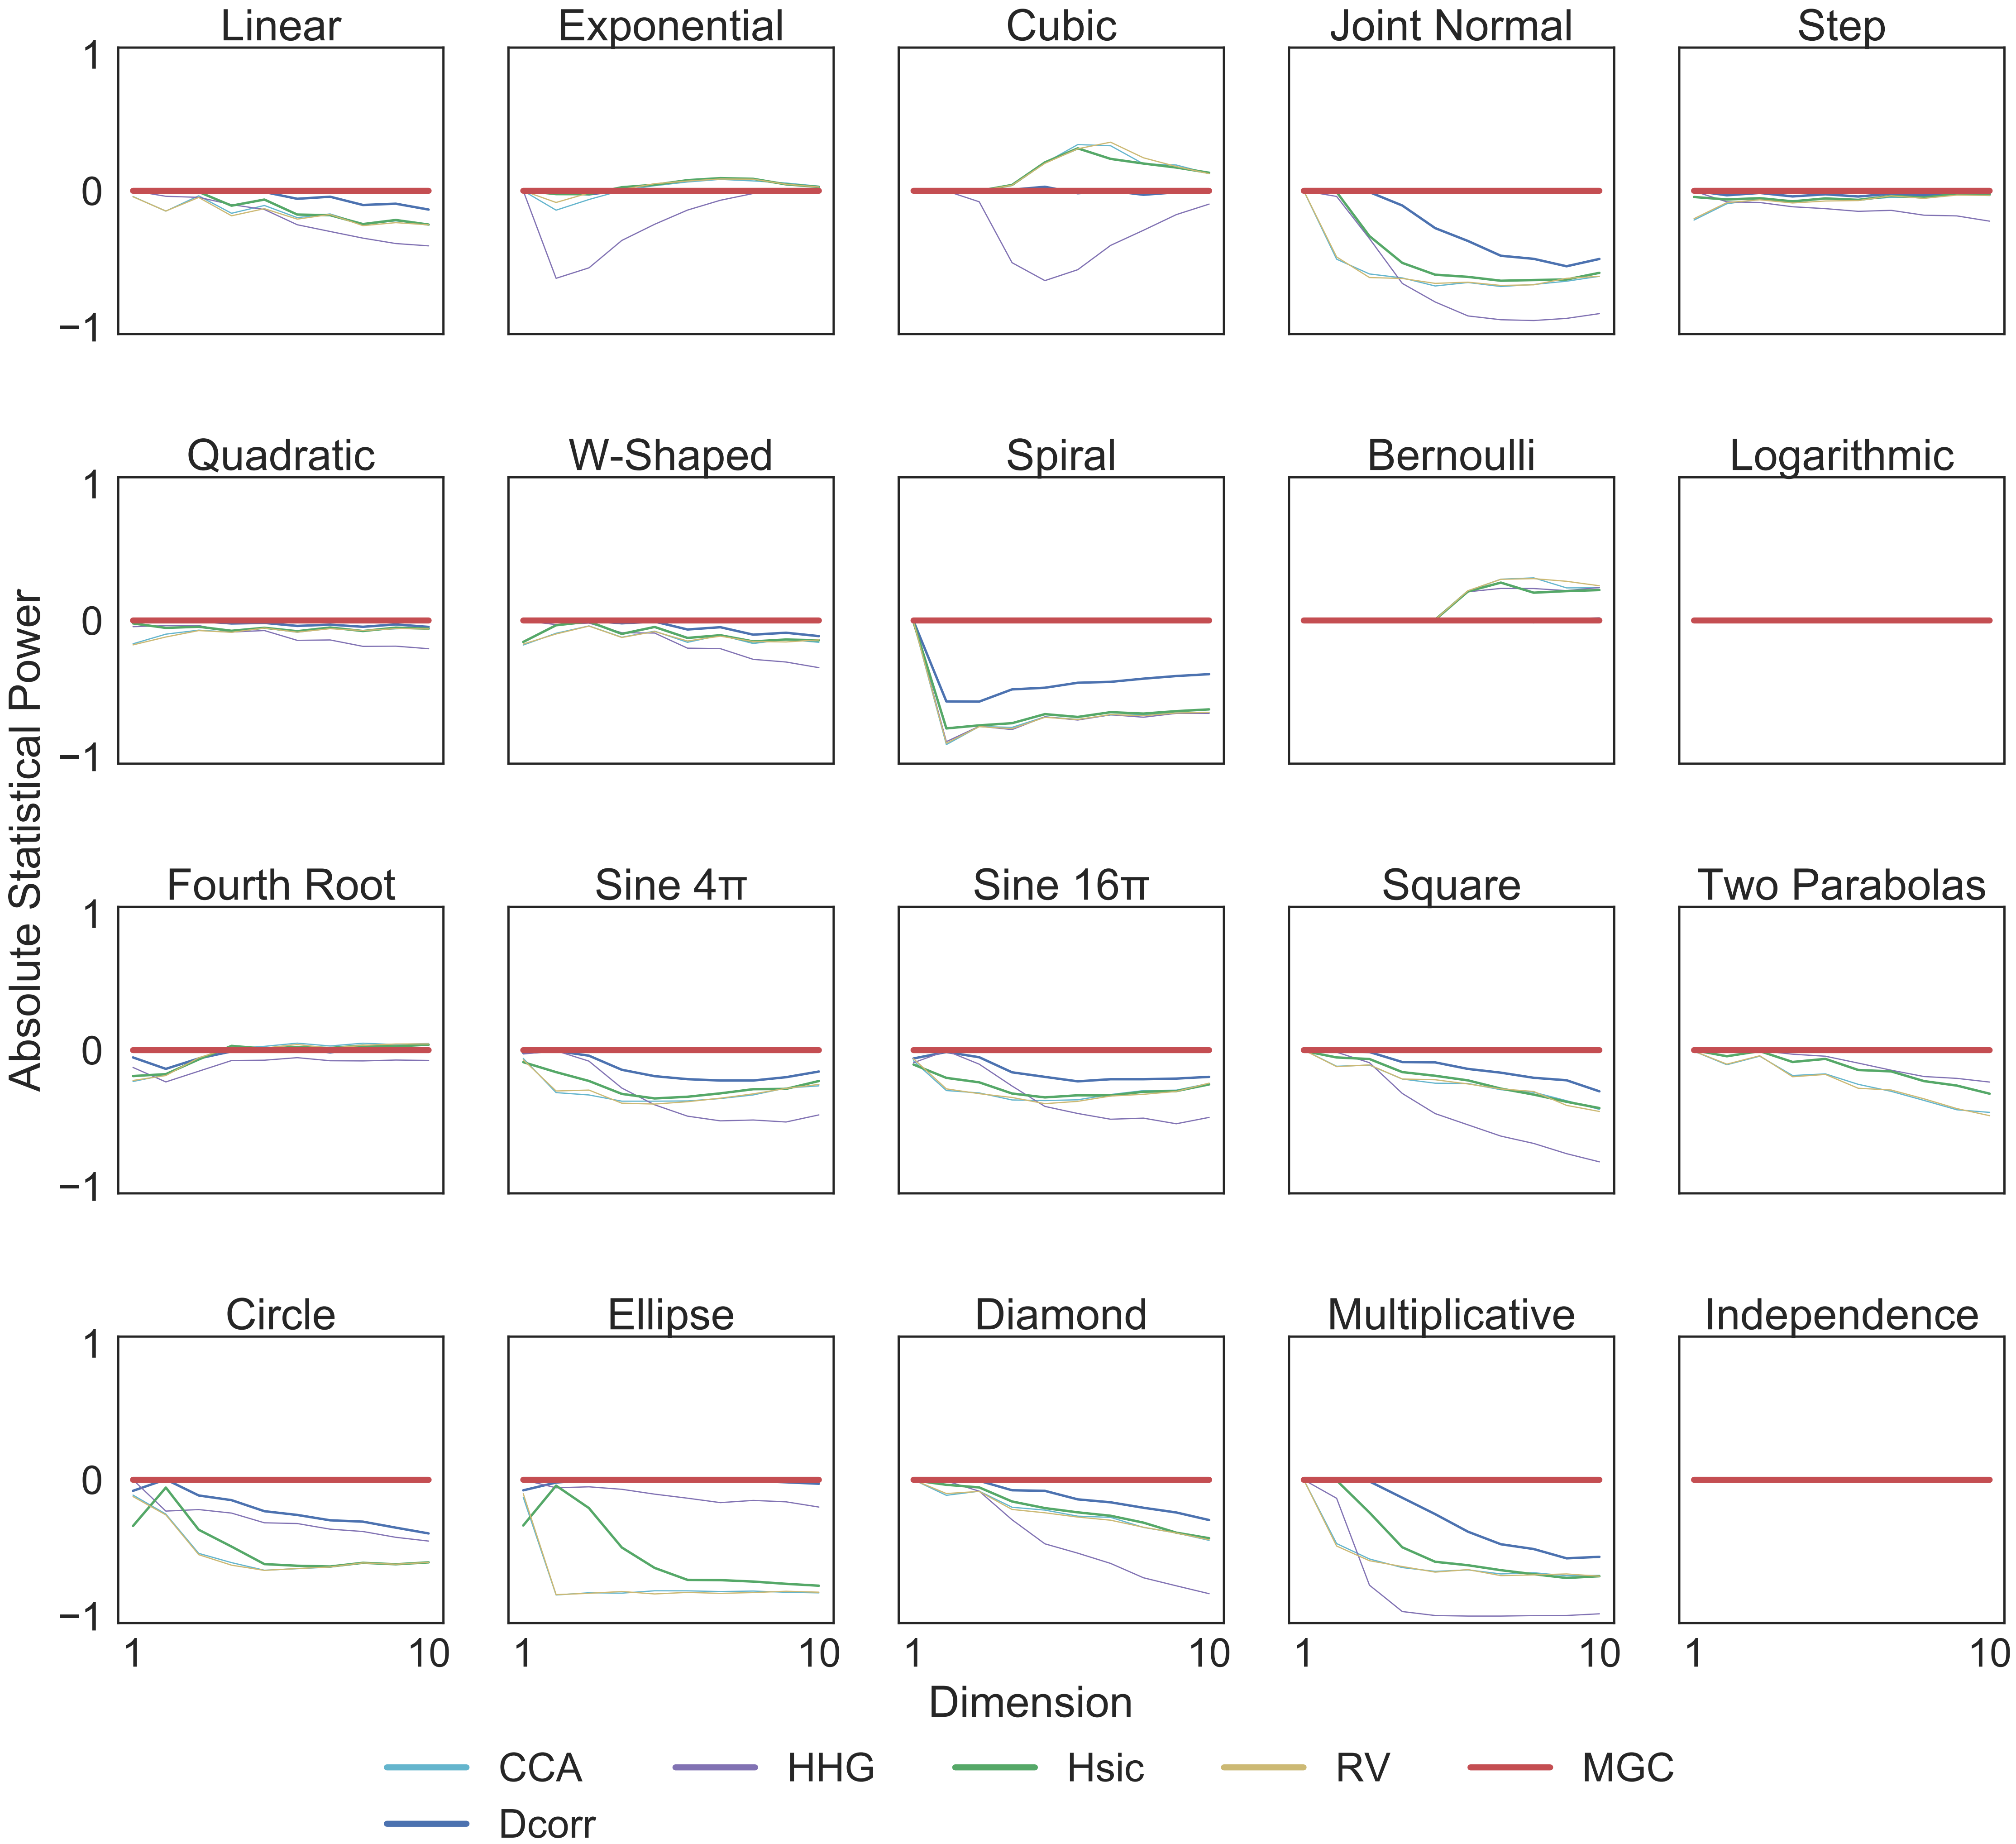 Linear Exponential Cubic Joint Normal Step
1
0
−1
Quadratic W-Shaped Spiral Bernoulli Logarithmic
1
0
−1
Absolute Statistical Power
Fourth Root Sine 4π Sine 16π Square Two Parabolas
1
0
−1
Circle Ellipse Diamond Multiplicative Independence
1
0
−1
1 10 1 10 1 10 1 10 1 10
Dimension
CCA HHG Hsic RV MGC
Dcorr